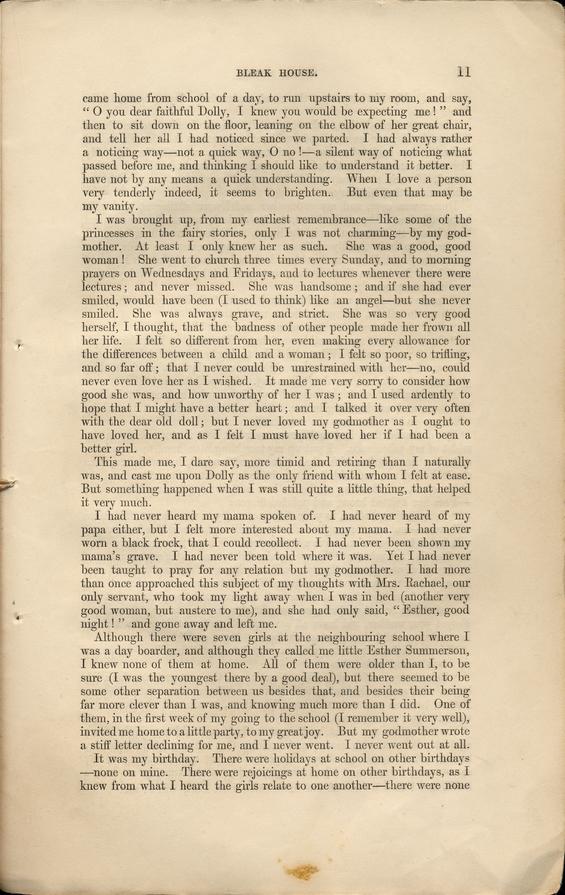 BLEAK HOUSE. 11
came home from school of a day, to run upstairs to my room, and say,
“ O you dear faithful Dolly, I knew you would be expecting me ! ” and
then to sit down on the floor, leaning on the elbow of her great chair,
and tell her all I had noticed since we parted. I had always rather
a noticing way—not a quick way, O no !—a silent way of noticing what
passed before me, and thinking I should like to understand it better. I
have not by any means a quick understanding. When I love a person
very tenderly indeed, it seems to brighten. But even that may be
my vanity.
I was brought up, from my earliest remembrance—like some of the
princesses in the fairy stories, only I was not charming—by my god-
mother. At least I only knew her as such. She was a good, good
woman ! She went to church three times every Sunday, and to morning
prayers on Wednesdays and Fridays, and to lectures whenever there were
lectures ; and never missed. She was handsome ; and if she had ever
smiled, would have been (I used to think) like an angel—but she never
smiled. She was always grave, and strict. She was so very good
herself, I thought, that the badness of other people made her frown all
her life. I felt so different from her, even making every allowance for
the differences between a child and a woman ; I felt so poor, so trifling,
and so far off ; that I never could be unrestrained with her—no, could
never even love her as I wished. It made me very sorry to consider how
good she was, and how unworthy of her I was ; and I used ardently to
hope that I might have a better heart ; and I talked it over very often
with the dear old doll ; but I never loved my godmother as I ought to
have loved her, and as I felt I must have loved her if I had been a
better girl.
This made me, I dare say, more timid and retiring than I naturally
was, and cast me upon Dolly as the only friend with whom I felt at ease.
But something happened when I was still quite a little thing, that helped
it very much.
I had never heard my mama spoken of. I had never heard of my
papa either, but I felt more interested about my mama. I had never
worn a black frock, that I could recollect. I had never been shown my
mama’s grave. I had never been told where it was. Yet I had never
been taught to pray for any relation but my godmother. I had more
than once approached this subject of my thoughts with Mrs. Rachael, our
only servant, who took my light away when I was in bed (another very
good woman, but austere to me), and she had only said, “ Esther, good
night ! ” and gone away and left me.
Although there were seven girls at the neighbouring school where I
was a day boarder, and although they called me little Esther Summerson,
I knew none of them at home. All of them were older than I, to be
sure (I was the youngest there by a good deal), but there seemed to be
some other separation between us besides that, and besides their being
far more clever than I was, and knowing much more than I did. One of
them, in the first week of my going to the school (I remember it very well),
invited me home to a little party, to my great joy. But my godmother wrote
a stiff letter declining for me, and I never went. I never went out at all.
It was my birthday. There were holidays at school on other birthdays
—none on mine. There were rejoicings at home on other birthdays, as I
knew from what I heard the girls relate to one another—there were none